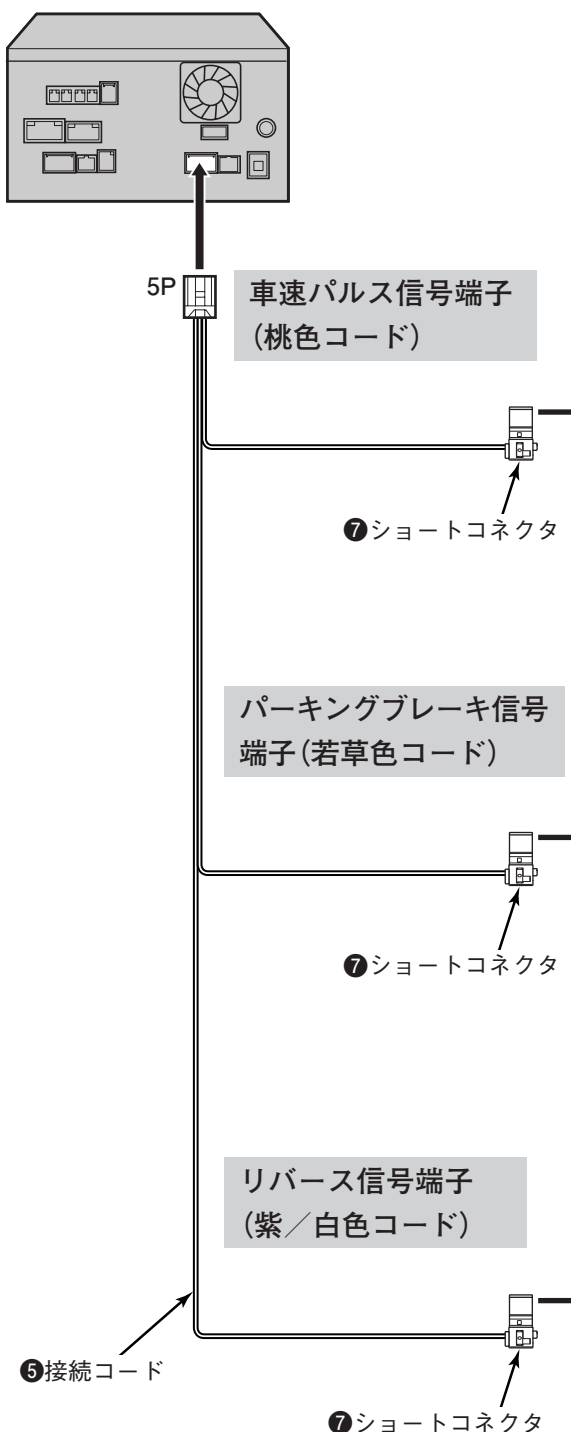 5P
車速パルス信号端子
(桃色コード)
❼ショートコネクタ
パーキングブレーキ信号
端子(若草色コード)
❼ショートコネクタ
リバース信号端子
(紫／白色コード)
❺接続コード
❼ショートコネクタ